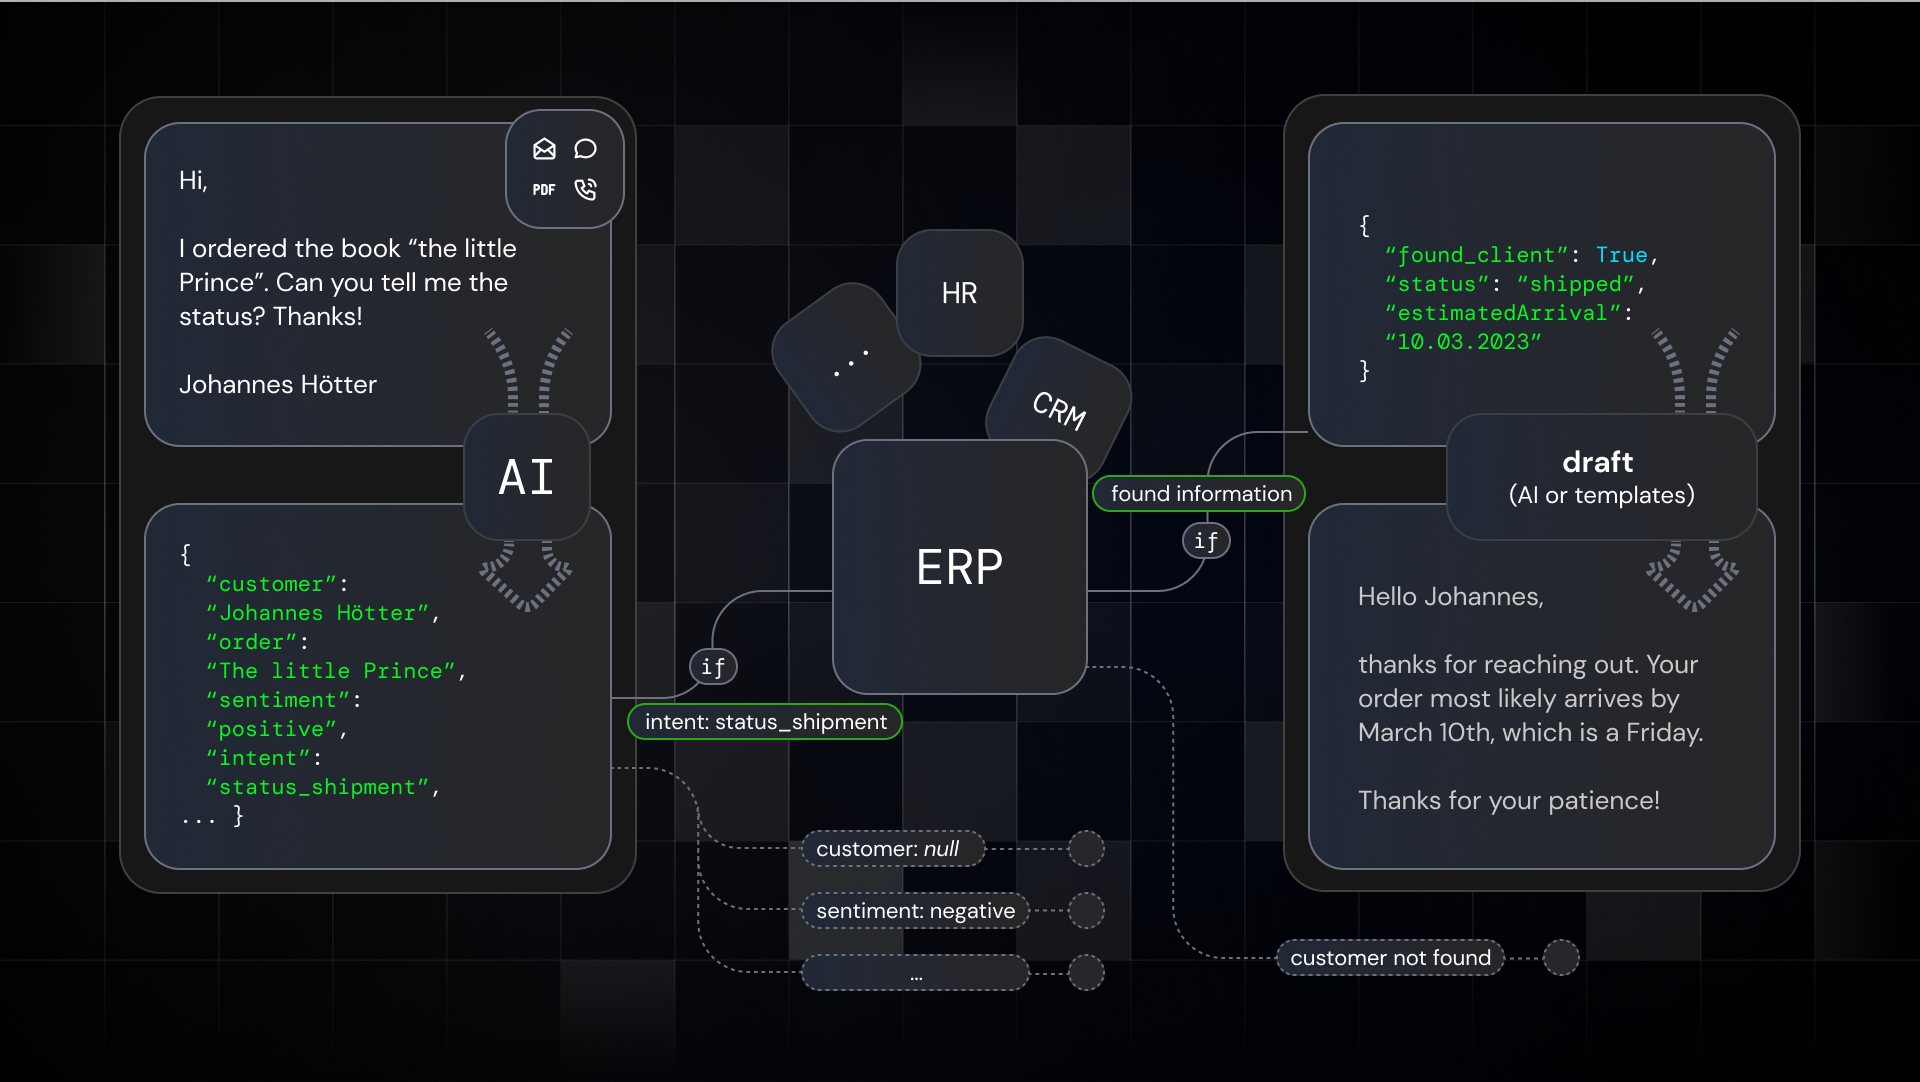 Hi,
I ordered the book “the little
Prince”. Can you tell me the
status? Thanks!
Johannes Hötter
PDF
AI
{
“customer”:
“Johannes Hötter”,
“order”:
“The little Prince”,
“sentiment”:
“positive”,
“intent”:
“status_shipment”,
... }
if
intent: status_shipment
customer: null
sentiment: negative
...
...
HR
CRM
ERP
found information
if
customer not found
{
“found_client”: True,
“status”: “shipped”,
“estimatedArrival”:
“10.03.2023”
}
draft
(AI or templates)
Hello Johannes,
thanks for reaching out. Your
order most likely arrives by
March 10th, which is a Friday.
Thanks for your patience!